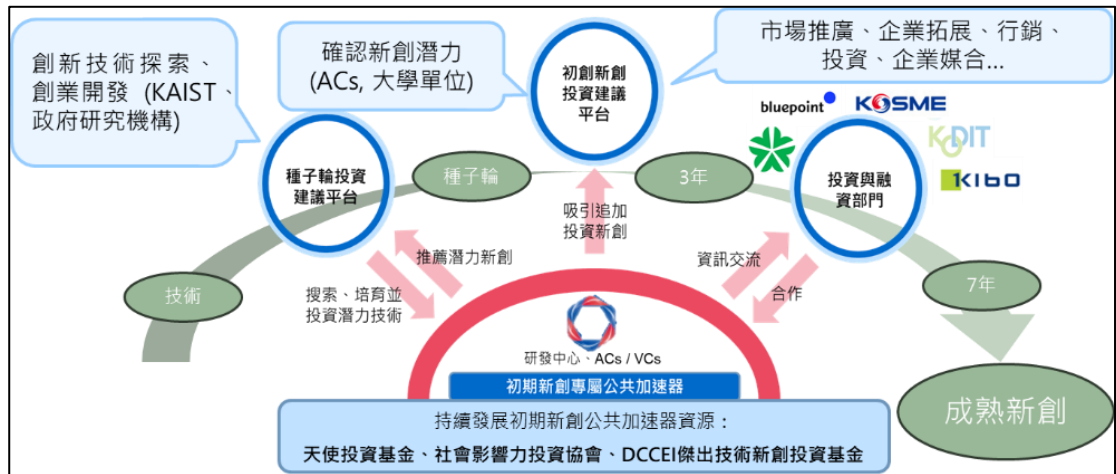 創新技術探索、
創業開發 (KAIST、
政府研究機構)
確認新創潛力
(ACs, 大學單位)
初創新創
投資建議
平台
市場推廣、企業拓展、行銷、
投資、企業媒合...
bluepoint
KOSME
KODIT
KIBO
種子輪投資
建議平台
種子輪
3年
投資與融
資部門
技術
推薦潛力新創
搜索、培育並
投資潛力技術
吸引追加
投資新創
資訊交流
合作
7年
研發中心、ACs / VCs
初期新創專屬公共加速器
持續發展初期新創公共加速器資源：
天使投資基金、社會影響力投資協會、DCCEI傑出技術新創投資基金
成熟新創